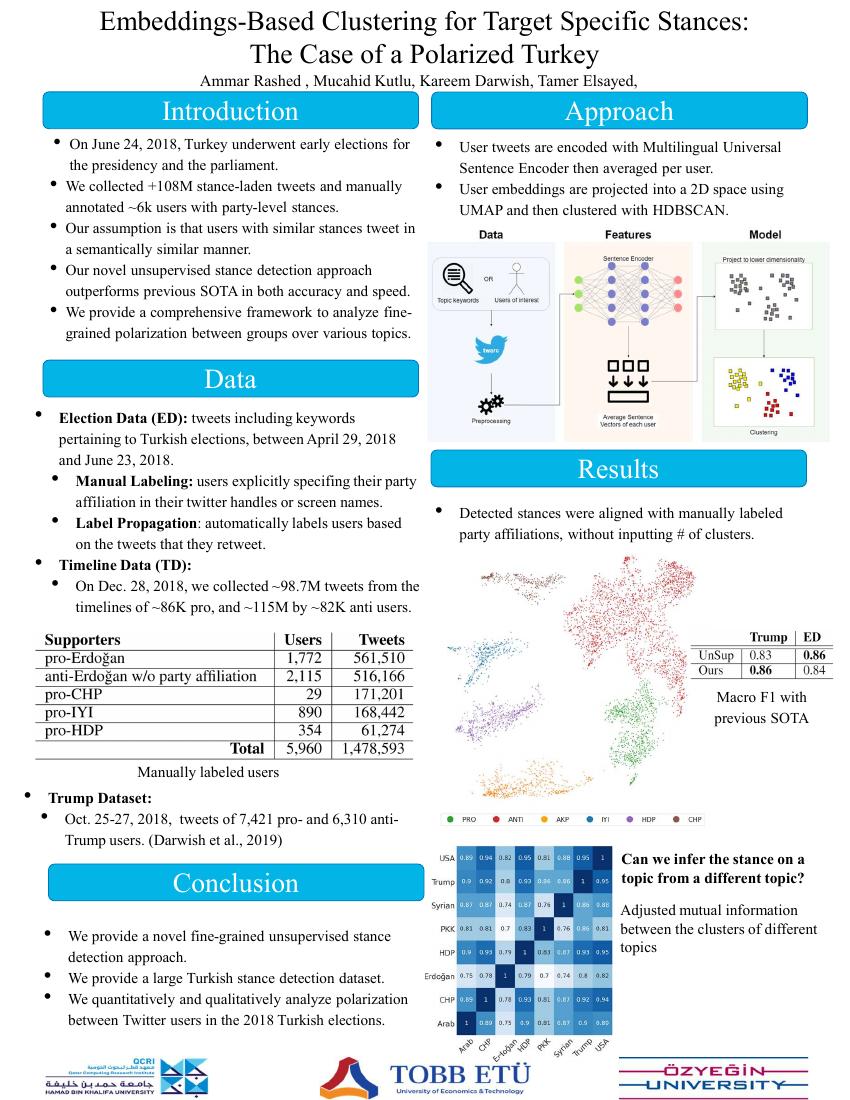 Embeddings-Based Clustering for Target Specific Stances:
The Case of a Polarized Turkey
Ammar Rashed , Mucahid Kutlu, Kareem Darwish, Tamer Elsayed,
Introduction
• On June 24, 2018, Turkey underwent early elections for
the presidency and the parliament.
• We collected +108M stance-laden tweets and manually
annotated ~6k users with party-level stances.
• Our assumption is that users with similar stances tweet in
a semantically similar manner.
• Our novel unsupervised stance detection approach
outperforms previous SOTA in both accuracy and speed.
• We provide a comprehensive framework to analyze fine-
grained polarization between groups over various topics.
Data
• Election Data (ED): tweets including keywords
pertaining to Turkish elections, between April 29, 2018
and June 23, 2018.
• Manual Labeling: users explicitly specifing their party
affiliation in their twitter handles or screen names.
• Label Propagation: automatically labels users based
on the tweets that they retweet.
• Timeline Data (TD):
• On Dec. 28, 2018, we collected ~98.7M tweets from the
timelines of ~86K pro, and ~115M by ~82K anti users.
Supporters Users Tweets
pro-Erdoğan 1,772 561,510
anti-Erdoğan w/o party affiliation 2,115 516,166
pro-CHP 29 171,201
pro-IYI 890 168,442
pro-HDP 354 61,274
Total 5,960 1,478,593
Manually labeled users
• Trump Dataset:
• Oct. 25-27, 2018, tweets of 7,421 pro- and 6,310 anti-
Trump users. (Darwish et al., 2019)
Conclusion
• We provide a novel fine-grained unsupervised stance
detection approach.
• We provide a large Turkish stance detection dataset.
• We quantitatively and qualitatively analyze polarization
between Twitter users in the 2018 Turkish elections.
Approach
• User tweets are encoded with Multilingual Universal
Sentence Encoder then averaged per user.
• User embeddings are projected into a 2D space using
UMAP and then clustered with HDBSCAN.
Data Features Model
Topic keywords
OR
Users of interest
twarc
Preprocessing
Sentence Encoder
Average Sentence
Vectors of each user
Project to lower dimensionality
Clustering
Results
• Detected stances were aligned with manually labeled
party affiliations, without inputting # of clusters.
Trump ED
UnSup 0.83 0.86
Ours 0.86 0.84
Macro F1 with
previous SOTA
PRO ANTI AKP IYI HDP CHP
USA 0.89 0.94 0.82 0.95 0.81 0.88 0.95 1
Trump 0.9 0.92 0.8 0.93 0.86 0.86 1 0.95
Syrian 0.87 0.87 0.74 0.87 0.76 1 0.86 0.88
PKK 0.81 0.81 0.7 0.83 1 0.76 0.86 0.81
HDP 0.9 0.93 0.79 1 0.83 0.87 0.93 0.95
Erdoğan 0.75 0.78 1 0.79 0.7 0.74 0.8 0.82
CHP 0.89 1 0.78 0.93 0.81 0.87 0.92 0.94
Arab 1 0.89 0.75 0.9 0.81 0.87 0.9 0.89
Arab CHP Erdoğan HDP PKK Syrian Trump USA
Can we infer the stance on a
topic from a different topic?
Adjusted mutual information
between the clusters of different
topics
QCRI
معهد قطر لبحوث الحوسبة
Qatar Computing Research Institute
جامعة حمد بن خليفة
HAMAD BIN KHALIFA UNIVERSITY
TOBB ETÜ
University of Economics & Technology
ÖZYEĞİN
UNIVERSITY